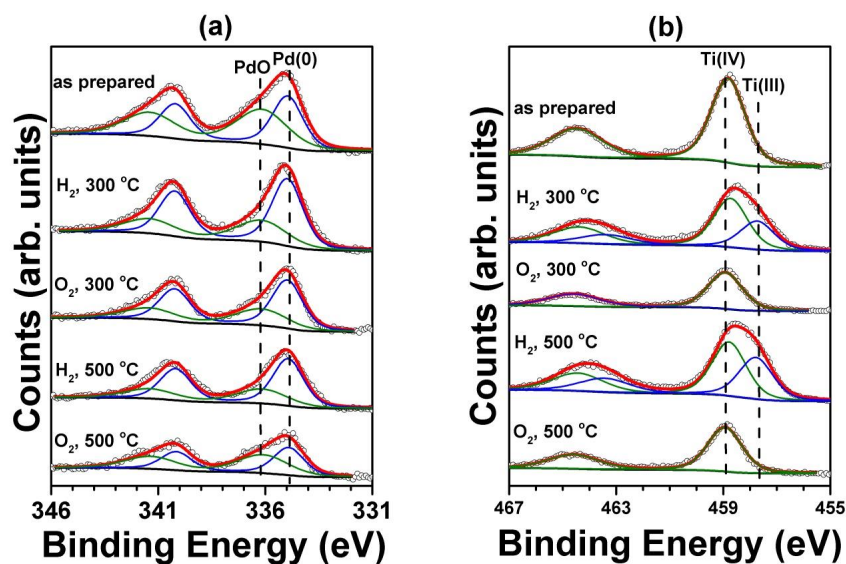 (a)
PdO Pd(0)
as prepared
H₂, 300 °C
O₂, 300 °C
H₂, 500 °C
O₂, 500 °C
Counts (arb. units)
346 341 336 331
Binding Energy (eV)
(b)
Ti(IV)
Ti(III)
as prepared
H₂, 300 °C
O₂, 300 °C
H₂, 500 °C
O₂, 500 °C
Counts (arb. units)
467 463 459 455
Binding Energy (eV)